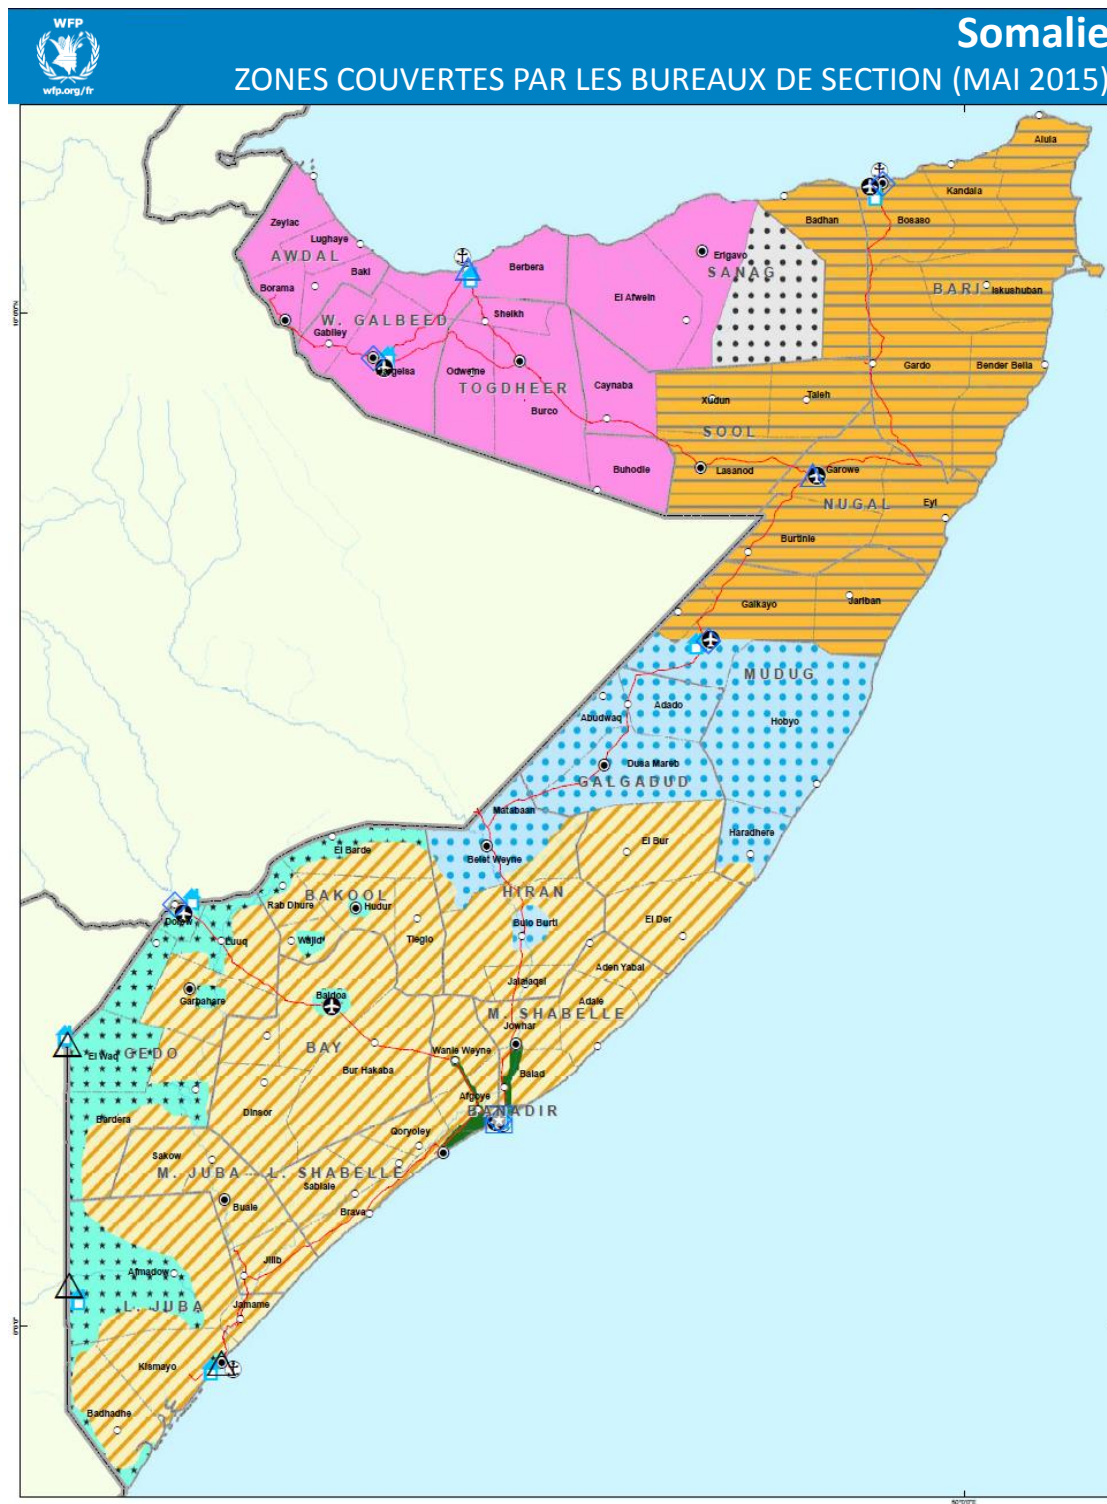 WFP
wfp.org/fr
Somalie
ZONES COUVERTES PAR LES BUREAUX DE SECTION (MAI 2015)
Alula
Kandala
Badhan
Bosaso
Zeylac
Lughaye
AWDAL
Baki
Berbera
Erigavo
SANAG
BARI
Iskushuban
Borama
El Afwein
W. GALBEED
Sheikh
Gabiley
Gardo
Bender Bella
Odweine
TOGDHEER
Caynaba
Burco
Xudun
Taleh
SOOL
Buhodle
Lasanod
Garowe
NUGAL
Eyl
Burtinle
Galkayo
Jariban
MUDUG
Adado
Abudwaq
Hobyo
Dusa Mareb
GALGADUD
Matabaan
Haradhere
El Bur
El Barde
Belet Weyne
BAKOOL
HIRAN
Rab Dhure
Hudur
El Der
Bulo Burti
Dolow
Luuq
Wajid
Tieglo
Aden Yabal
Jalalaqsi
Garbahare
Baidoa
Adale
M. SHABELLE
Jowhar
El Waq
GEDO
BAY
Wanle Weyne
Bur Hakaba
Balad
Afgoye
BANADIR
Bardera
Dinsor
Qoryoley
Sakow
M. JUBA
L. SHABELLE
Sablale
Buale
Brava
Jilib
Afmadow
L. JUBA
Jamame
Kismayo
Badhadhe